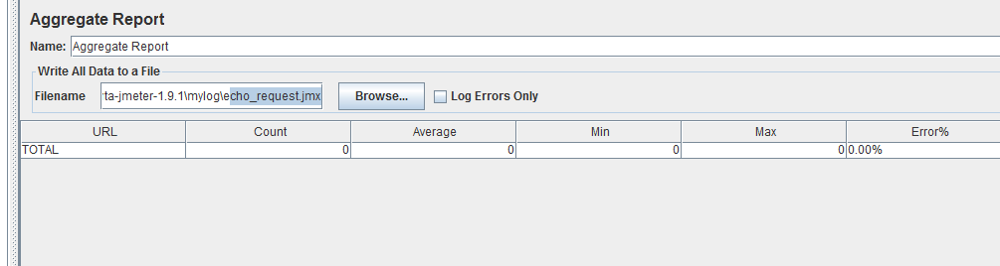 Aggregate Report
Name: Aggregate Report
Write All Data to a File
Filename ta-jmeter-1.9.1\mylog\echo_request.jmx Browse... Log Errors Only
URL Count Average Min Max Error%
TOTAL 0 0 0 0 0.00%